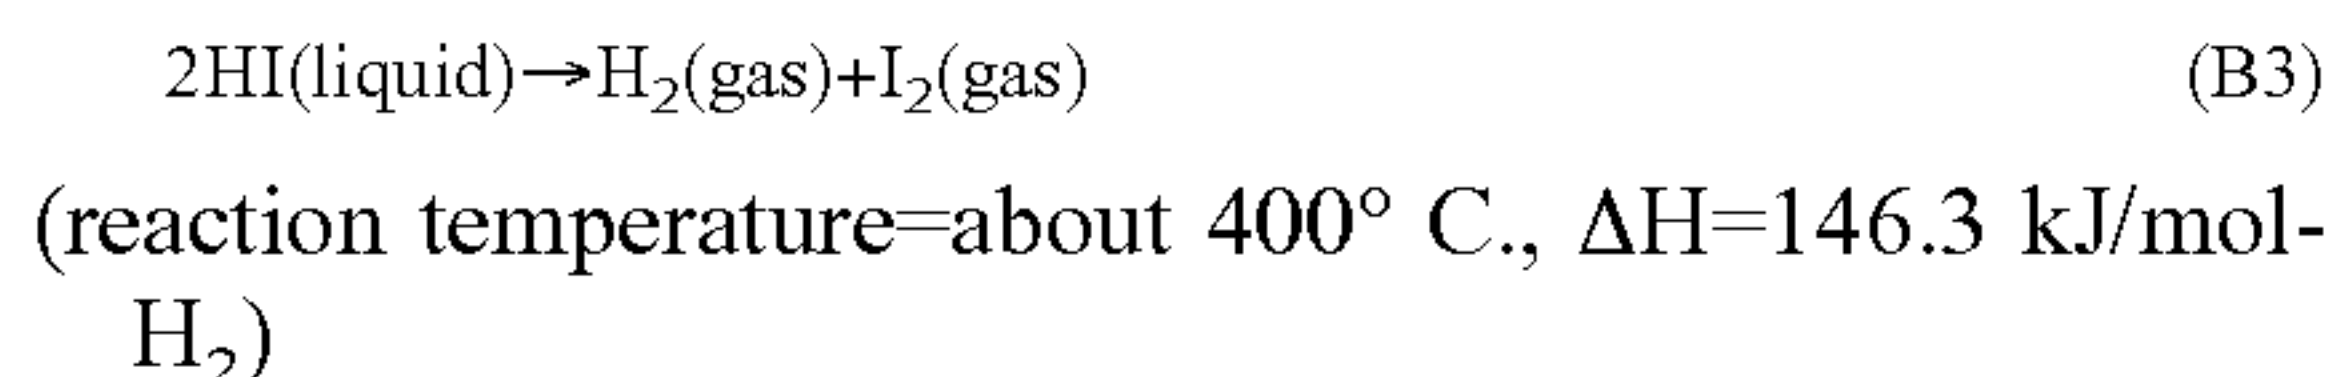 2HI(liquid)→H₂(gas)+I₂(gas) (B3)
(reaction temperature=about 400° C., ΔH=146.3 kJ/mol-
H₂)